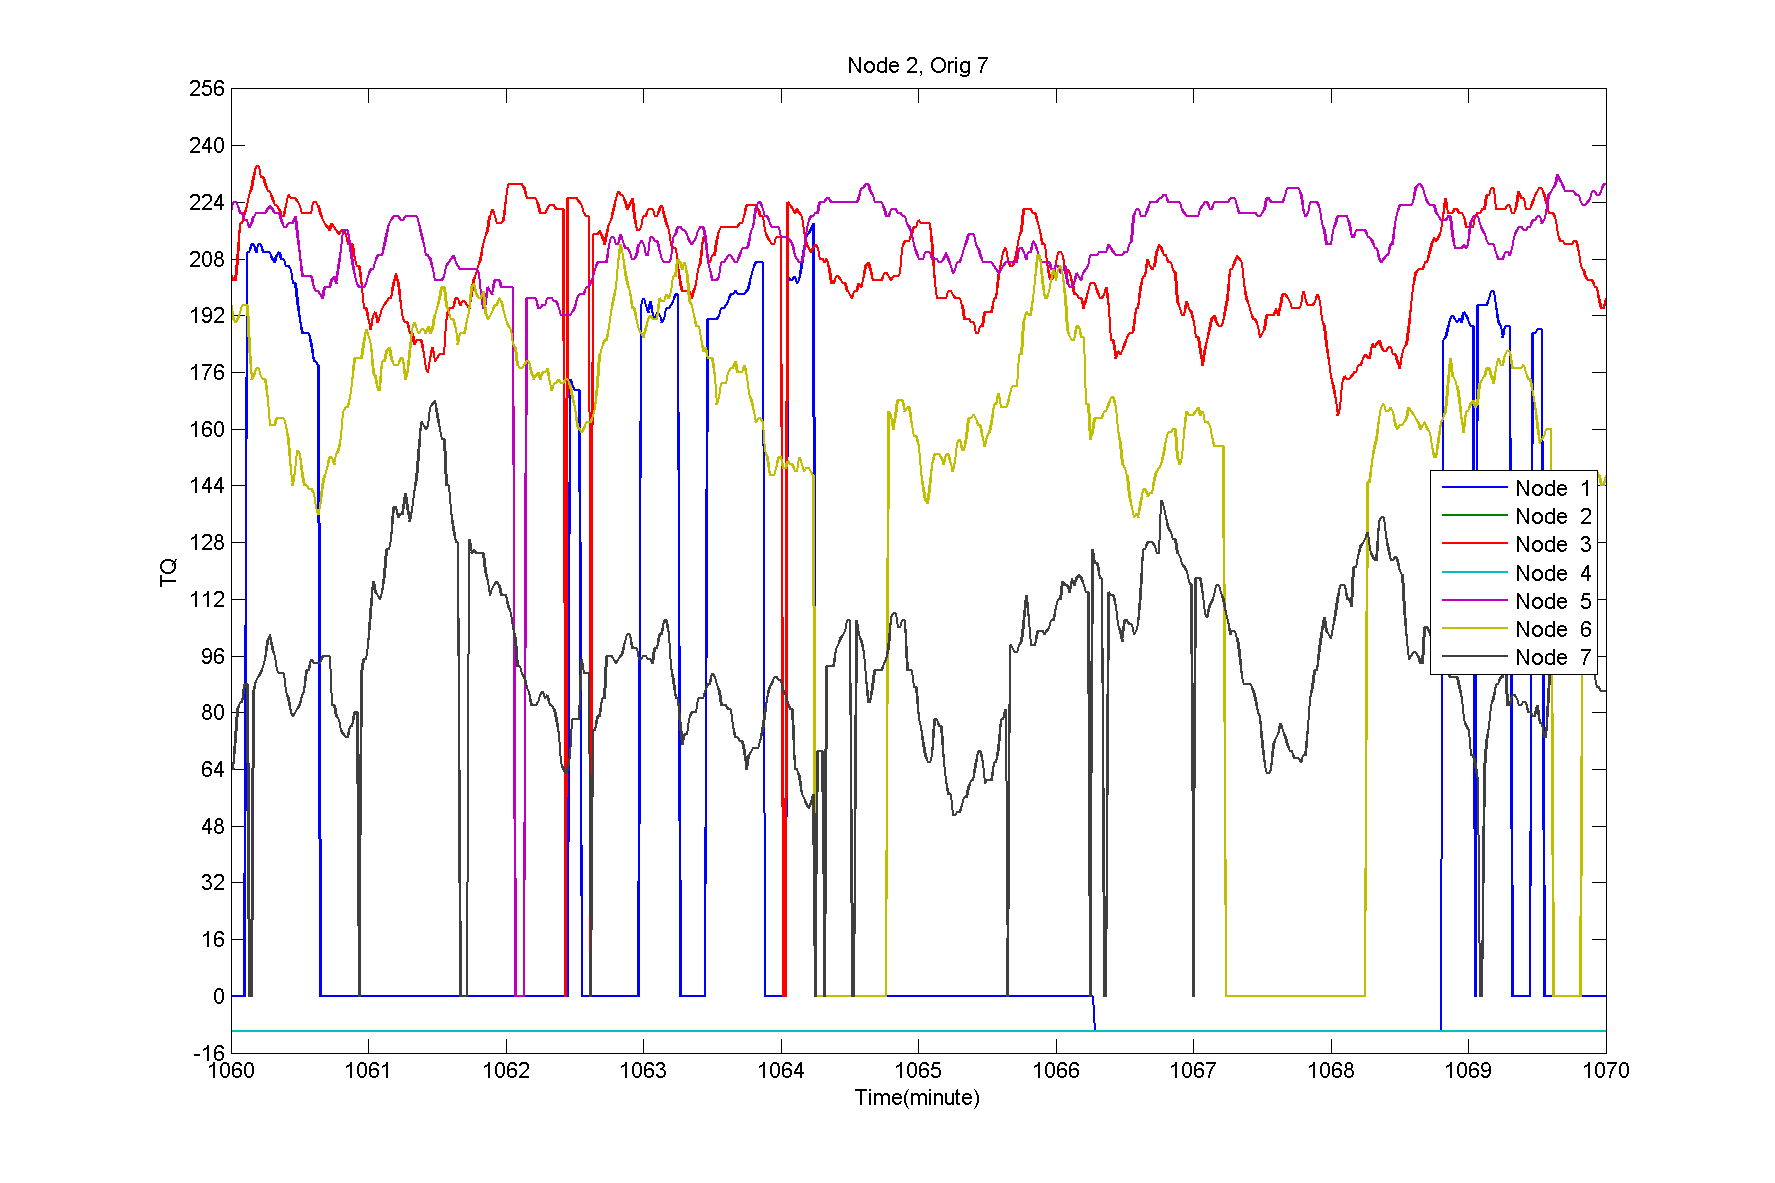 Node 2, Orig 7
256
240
224
208
192
176
160
144
128
112
96
80
64
48
32
16
0
-16
TQ
Node 1
Node 2
Node 3
Node 4
Node 5
Node 6
Node 7
1060 1061 1062 1063 1064 1065 1066 1067 1068 1069 1070
Time(minute)